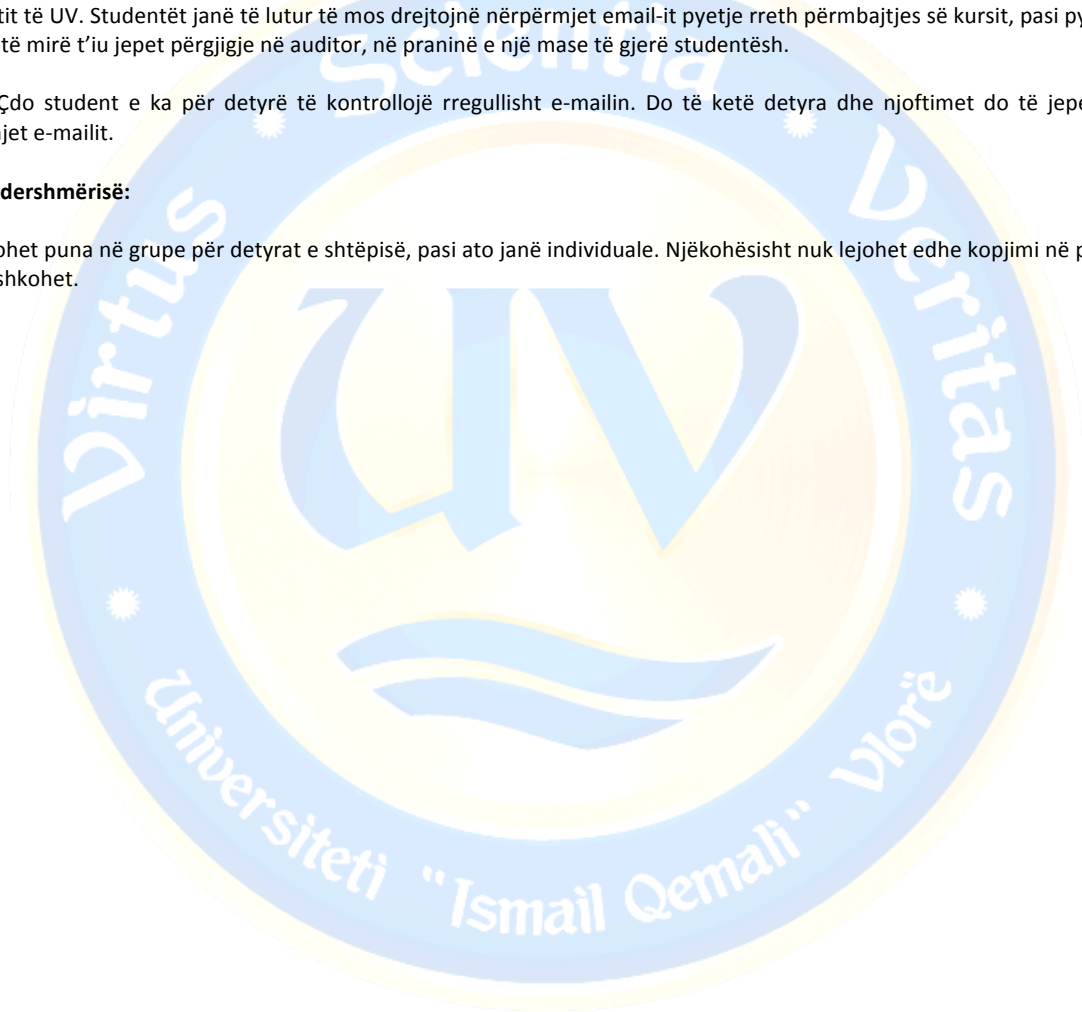 tit të UV. Studentët janë të lutur të mos drejtojnë nërpërmjet email-it pyetje rreth përmbajtjes së kursit, pasi
të mirë t’iu jepet përgjigje në auditor, në praninë e një mase të gjerë studentësh.
Çdo student e ka për detyrë të kontrollojë rregullisht e-mailin. Do të ketë detyra dhe njoftimet do të
jet e-mailit.
dershmërisë:
het puna në grupe për detyrat e shtëpisë, pasi ato janë individuale. Njëkohësisht nuk lejohet edhe kopjimi në
shkohet.
Scientia
Virtus
Veritas
UV
Universiteti "Ismail Qemali" Vlorë